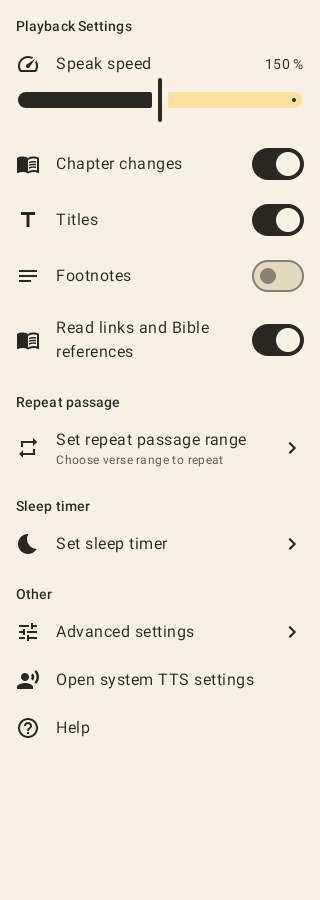 Playback Settings
Speak speed 150 %
Chapter changes
Titles
Footnotes
Read links and Bible
references
Repeat passage
Set repeat passage range
Choose verse range to repeat
Sleep timer
Set sleep timer
Other
Advanced settings
Open system TTS settings
Help